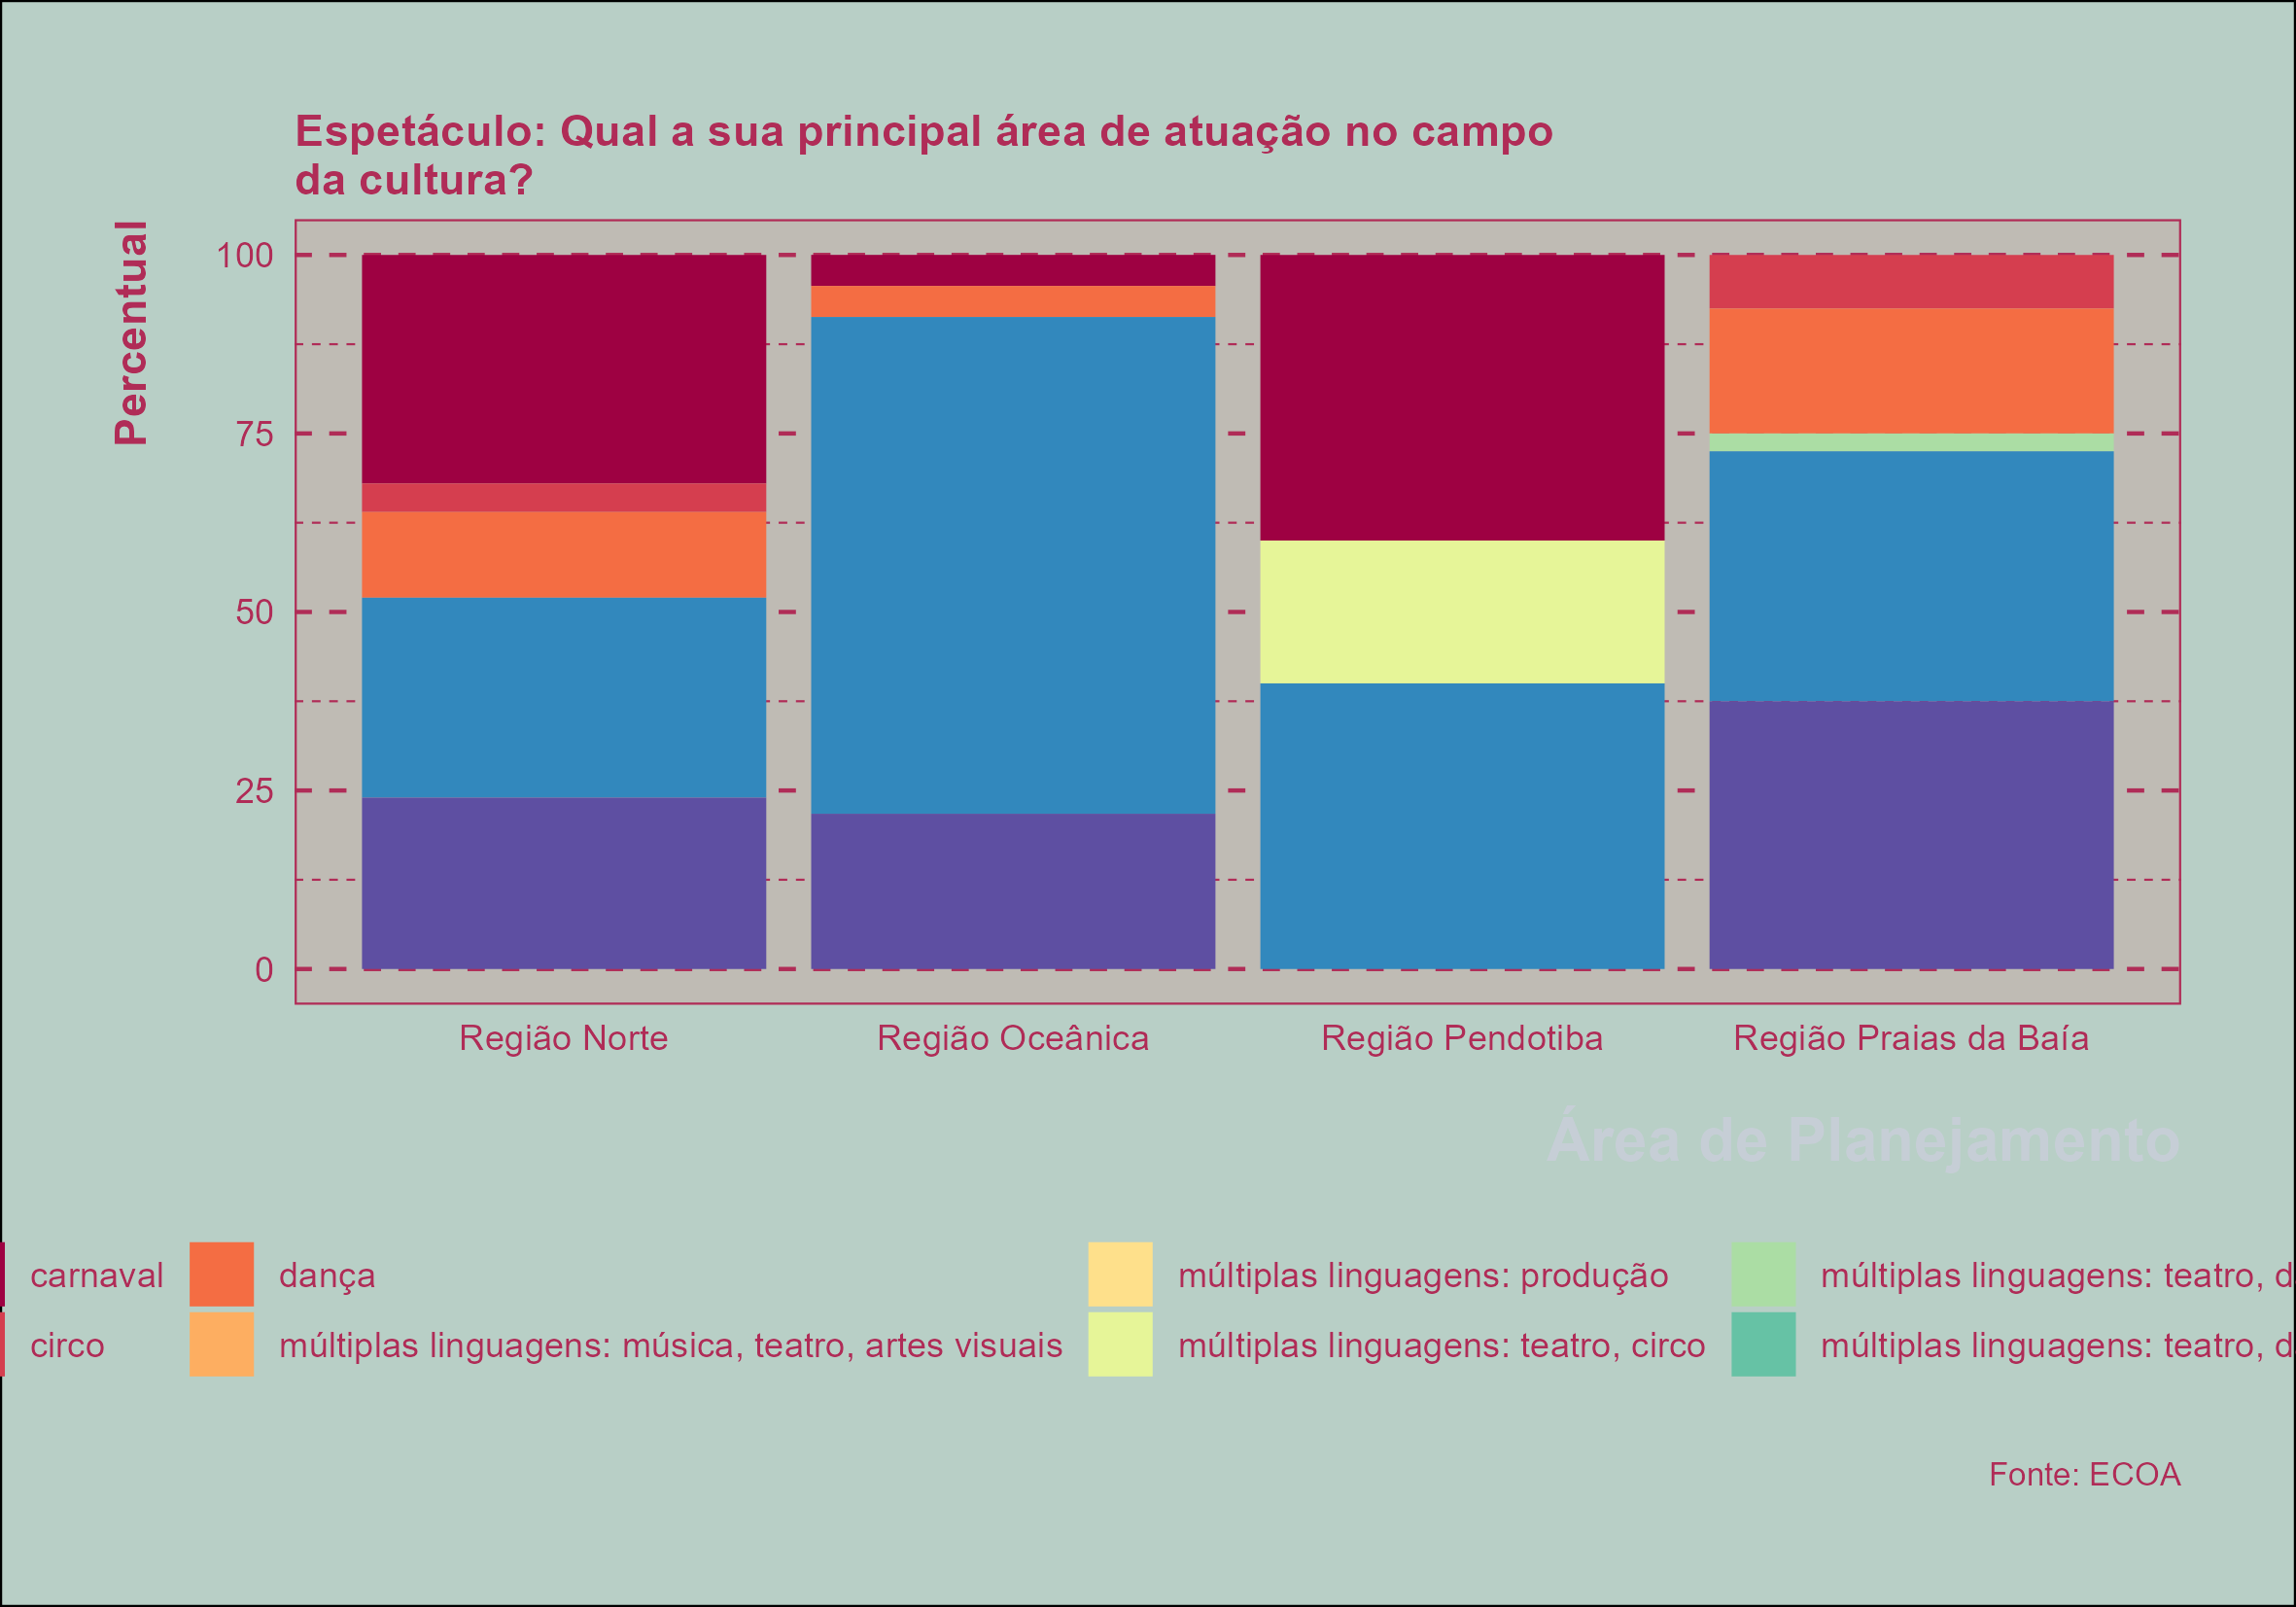 Espetáculo: Qual a sua principal área de atuação no campo
da cultura?
Percentual
100
75
50
25
0
Região Norte
Região Oceânica
Região Pendotiba
Região Praias da Baía
Área de Planejamento
carnaval
dança
múltiplas linguagens: produção
múltiplas linguagens: teatro, d
circo
múltiplas linguagens: música, teatro, artes visuais
múltiplas linguagens: teatro, circo
múltiplas linguagens: teatro, d
Fonte: ECOA